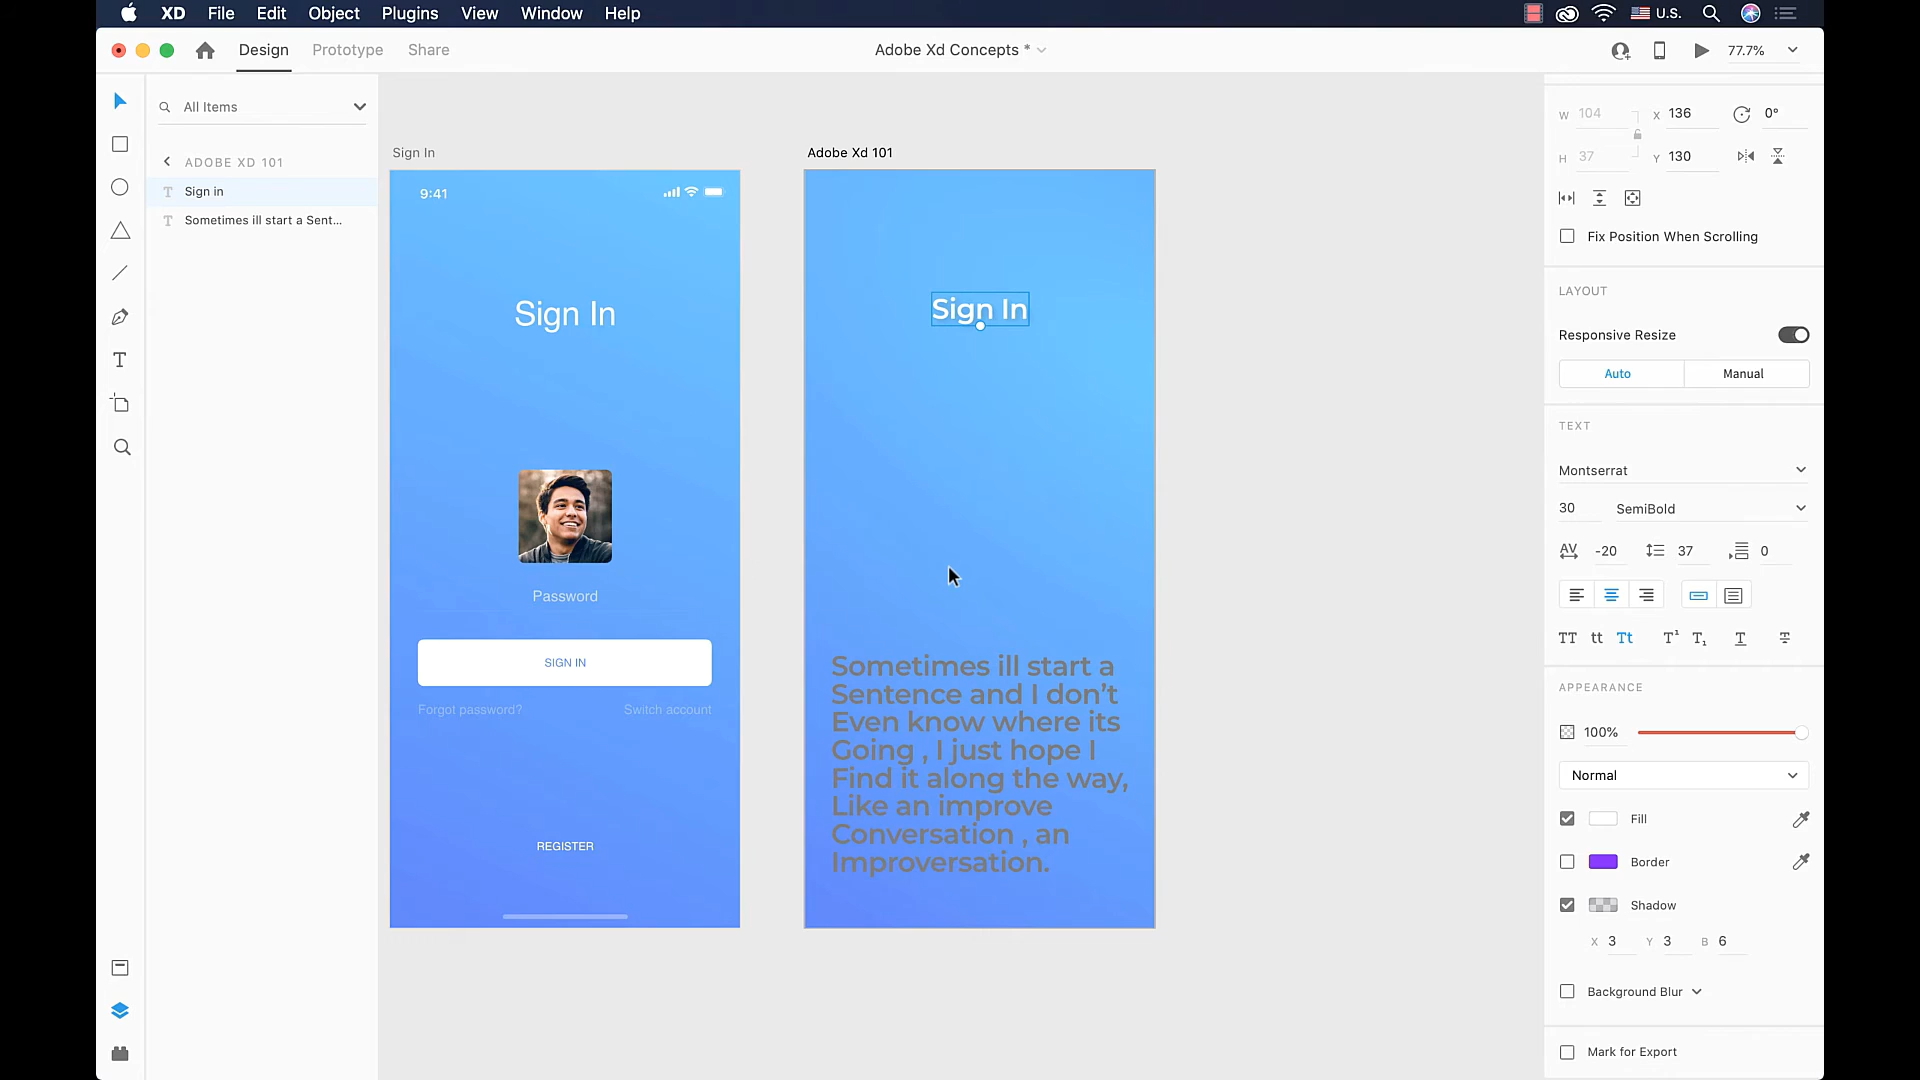 XD File Edit Object Plugins View Window Help
U.S.
Design Prototype Share
Adobe Xd Concepts *
77.7%
All Items
ADOBE XD 101
T Sign in
T Sometimes ill start a Sent...
T
Sign In
9:41
Sign In
Password
SIGN IN
Forgot password? Switch account
REGISTER
Adobe Xd 101
Sign In
Sometimes ill start a
Sentence and I don’t
Even know where its
Going , I just hope I
Find it along the way,
Like an improve
Conversation , an
Improversation.
W 104 X 136 0°
H 37 Y 130
Fix Position When Scrolling
LAYOUT
Responsive Resize
Auto Manual
TEXT
Montserrat
30 SemiBold
AV -20 37 0
TT tt Tt T1 T1 T T
APPEARANCE
100%
Normal
Fill
Border
Shadow
X 3 Y 3 B 6
Background Blur
Mark for Export